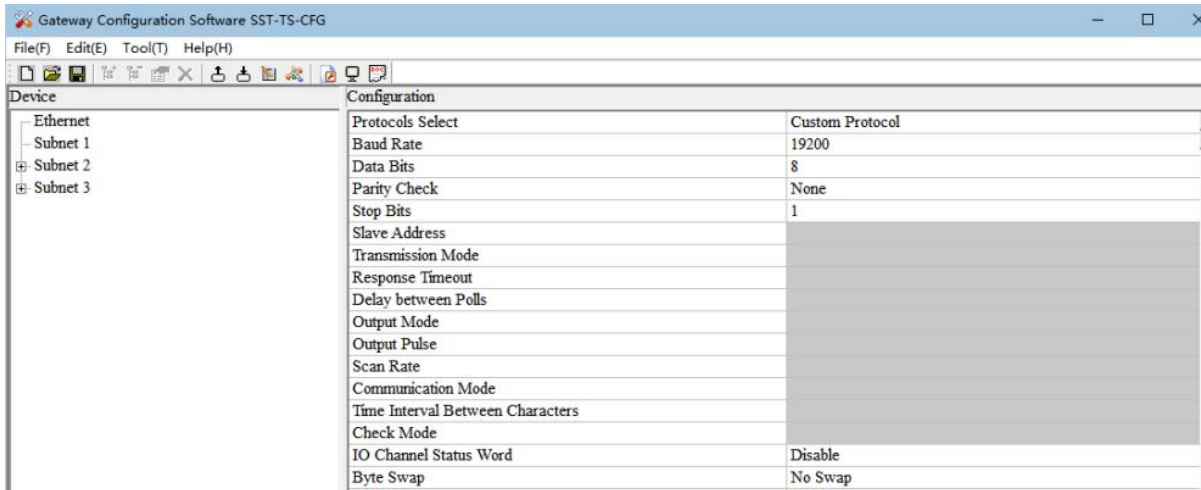 Gateway Configuration Software SST-TS-CFG
File(F) Edit(E) Tool(T) Help(H)
Device
Configuration
Ethernet
Subnet 1
Subnet 2
Subnet 3
Protocols Select Custom Protocol
Baud Rate 19200
Data Bits 8
Parity Check None
Stop Bits 1
Slave Address
Transmission Mode
Response Timeout
Delay between Polls
Output Mode
Output Pulse
Scan Rate
Communication Mode
Time Interval Between Characters
Check Mode
IO Channel Status Word Disable
Byte Swap No Swap